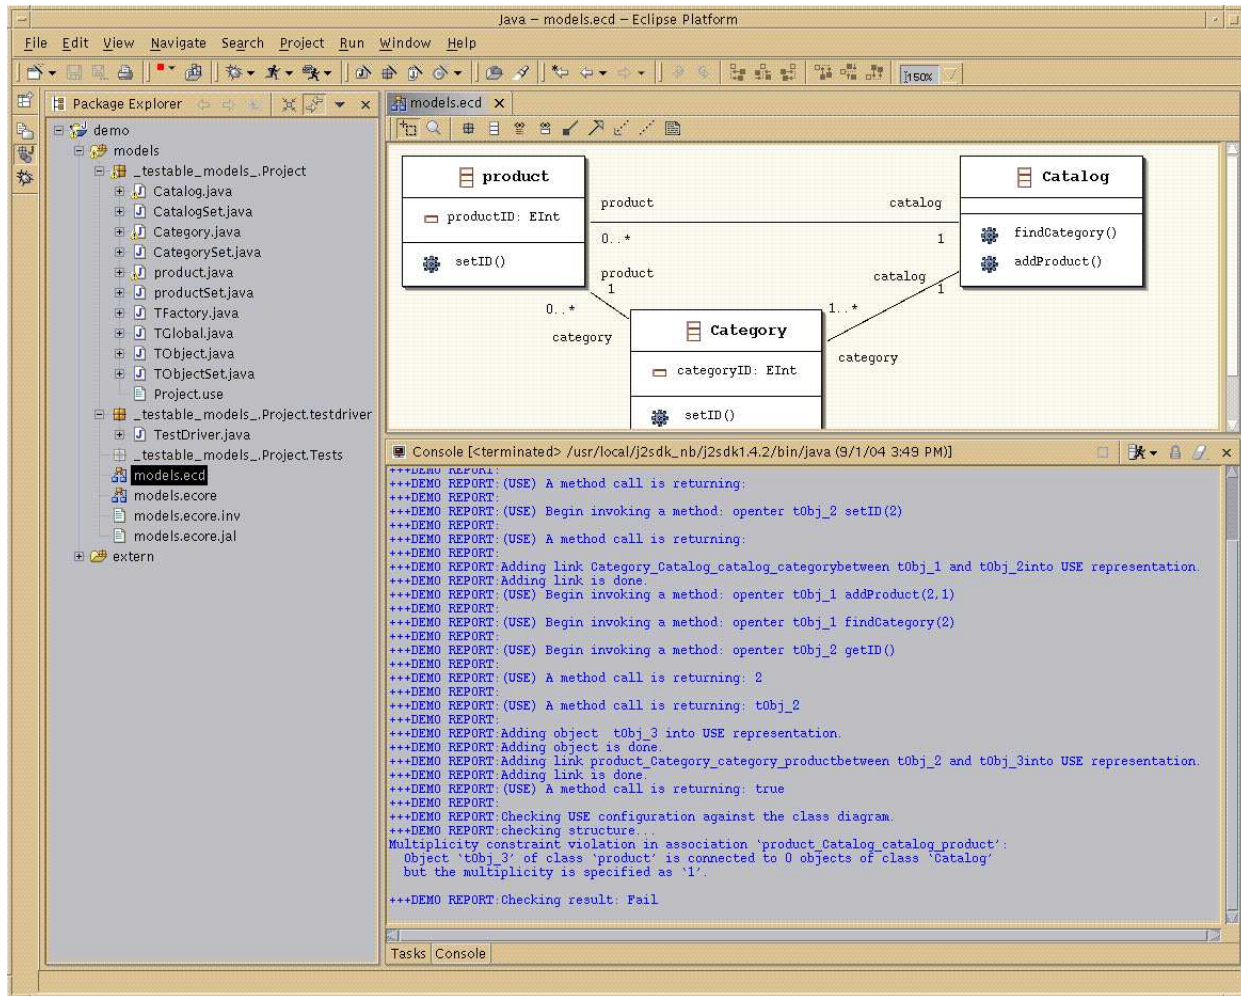 Java – models.ecd – Eclipse Platform
File Edit View Navigate Search Project Run Window Help
150%
Package Explorer
demo
models
_testable_models_.Project
Catalog.java
CatalogSet.java
Category.java
CategorySet.java
product.java
productSet.java
TFactory.java
TGlobal.java
TObject.java
TObjectSet.java
Project.use
_testable_models_.Project.testdriver
TestDriver.java
_testable_models_.Project.Tests
models.ecd
models.ecore
models.ecore.inv
models.ecore.jal
extern
models.ecd
product
productID: EInt
setID()
product
catalog
0..*
1
Catalog
findCategory()
addProduct()
product
1
0..*
category
catalog
1
1..*
category
Category
categoryID: EInt
setID()
Console [<terminated> /usr/local/j2sdk_nb/j2sdk1.4.2/bin/java (9/1/04 3:49 PM)]
+++DEMO REPORT:
+++DEMO REPORT:(USE) A method call is returning:
+++DEMO REPORT:
+++DEMO REPORT:(USE) Begin invoking a method: openter tObj_2 setID(2)
+++DEMO REPORT:
+++DEMO REPORT:(USE) A method call is returning:
+++DEMO REPORT:
+++DEMO REPORT:Adding link Category_Catalog_catalog_categorybetween tObj_1 and tObj_2into USE representation.
+++DEMO REPORT:Adding link is done.
+++DEMO REPORT:(USE) Begin invoking a method: openter tObj_1 addProduct(2,1)
+++DEMO REPORT:
+++DEMO REPORT:(USE) Begin invoking a method: openter tObj_1 findCategory(2)
+++DEMO REPORT:
+++DEMO REPORT:(USE) Begin invoking a method: openter tObj_2 getID()
+++DEMO REPORT:
+++DEMO REPORT:(USE) A method call is returning: 2
+++DEMO REPORT:
+++DEMO REPORT:(USE) A method call is returning: tObj_2
+++DEMO REPORT:
+++DEMO REPORT:Adding object  tObj_3 into USE representation.
+++DEMO REPORT:Adding object is done.
+++DEMO REPORT:Adding link product_Category_category_productbetween tObj_2 and tObj_3into USE representation.
+++DEMO REPORT:Adding link is done.
+++DEMO REPORT:(USE) A method call is returning: true
+++DEMO REPORT:
+++DEMO REPORT:Checking USE configuration against the class diagram.
+++DEMO REPORT:checking structure...
Multiplicity constraint violation in association `product_Catalog_catalog_product':
Object `tObj_3' of class `product' is connected to 0 objects of class `Catalog'
but the multiplicity is specified as `1'.
+++DEMO REPORT:Checking result: Fail
Tasks Console